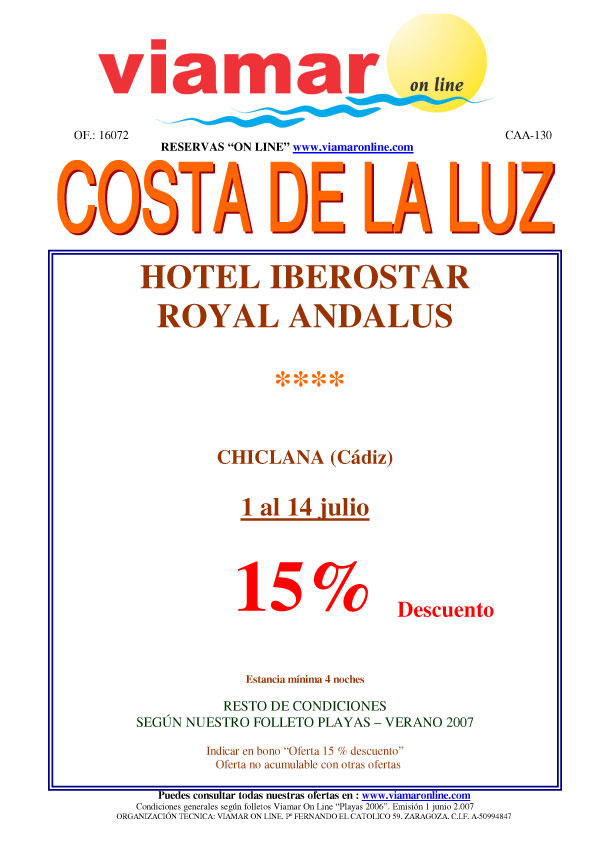 viamar
on line
OF.: 16072
CAA-130
RESERVAS “ON LINE” www.viamaronline.com
COSTA DE LA LUZ
HOTEL IBEROSTAR
ROYAL ANDALUS
****
CHICLANA (Cádiz)
1 al 14 julio
15% Descuento
Estancia mínima 4 noches
RESTO DE CONDICIONES
SEGÚN NUESTRO FOLLETO PLAYAS – VERANO 2007
Indicar en bono “Oferta 15 % descuento”
Oferta no acumulable con otras ofertas
Puedes consultar todas nuestras ofertas en : www.viamaronline.com
Condiciones generales según folletos Viamar On Line “Playas 2006”. Emisión 1 junio 2.007
ORGANIZACIÓN TECNICA: VIAMAR ON LINE. Pº FERNANDO EL CATOLICO 59. ZARAGOZA. C.I.F. A-50994847